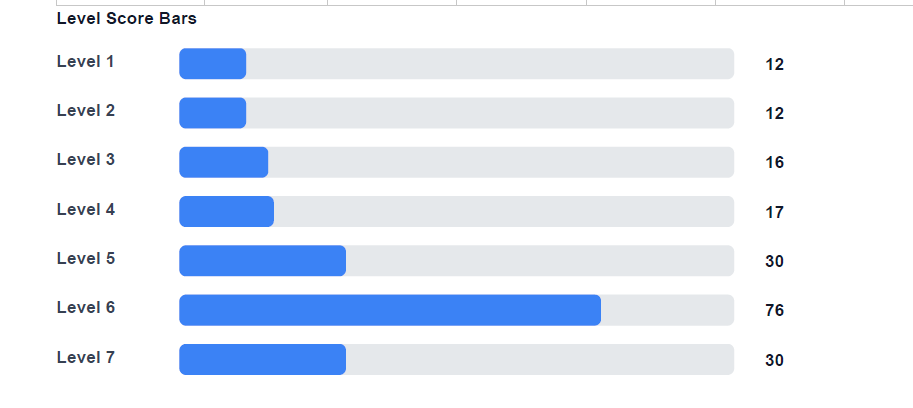 Level Score Bars
Level 1 12
Level 2 12
Level 3 16
Level 4 17
Level 5 30
Level 6 76
Level 7 30